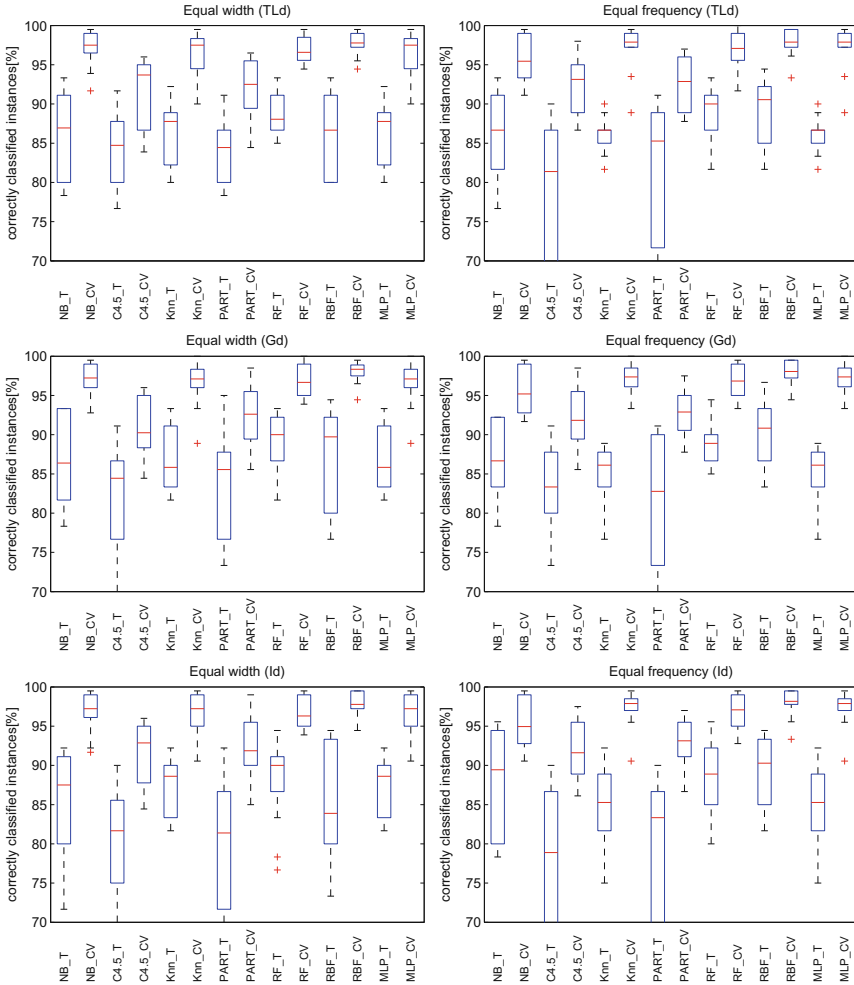 Equal width (TLd)
correctly classified instances[%]
100
95
90
85
80
75
70
NB_T
NB_CV
C4.5_T
C4.5_CV
Knn_T
Knn_CV
PART_T
PART_CV
RF_T
RF_CV
RBF_T
RBF_CV
MLP_T
MLP_CV
Equal frequency (TLd)
correctly classified instances[%]
100
95
90
85
80
75
70
NB_T
NB_CV
C4.5_T
C4.5_CV
Knn_T
Knn_CV
PART_T
PART_CV
RF_T
RF_CV
RBF_T
RBF_CV
MLP_T
MLP_CV
Equal width (Gd)
correctly classified instances[%]
100
95
90
85
80
75
70
NB_T
NB_CV
C4.5_T
C4.5_CV
Knn_T
Knn_CV
PART_T
PART_CV
RF_T
RF_CV
RBF_T
RBF_CV
MLP_T
MLP_CV
Equal frequency (Gd)
correctly classified instances[%]
100
95
90
85
80
75
70
NB_T
NB_CV
C4.5_T
C4.5_CV
Knn_T
Knn_CV
PART_T
PART_CV
RF_T
RF_CV
RBF_T
RBF_CV
MLP_T
MLP_CV
Equal width (Id)
correctly classified instances[%]
100
95
90
85
80
75
70
NB_T
NB_CV
C4.5_T
C4.5_CV
Knn_T
Knn_CV
PART_T
PART_CV
RF_T
RF_CV
RBF_T
RBF_CV
MLP_T
MLP_CV
Equal frequency (Id)
correctly classified instances[%]
100
95
90
85
80
75
70
NB_T
NB_CV
C4.5_T
C4.5_CV
Knn_T
Knn_CV
PART_T
PART_CV
RF_T
RF_CV
RBF_T
RBF_CV
MLP_T
MLP_CV